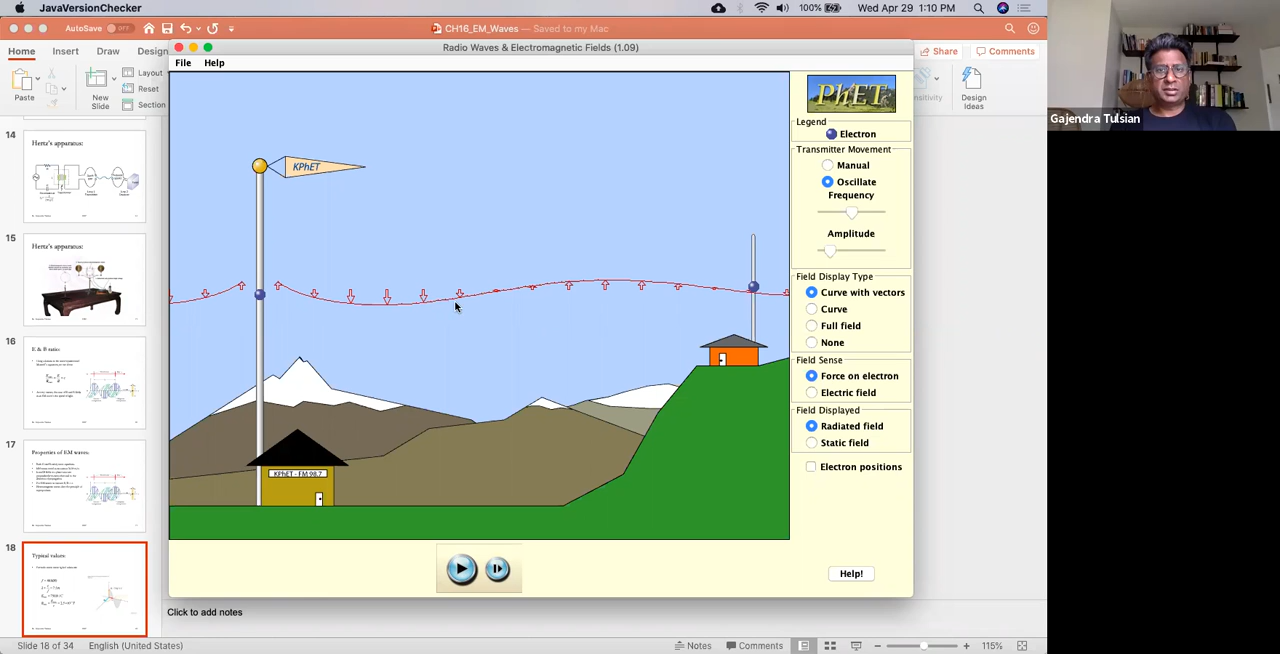 JavaVersionChecker
100%
Wed Apr 29 1:10 PM
AutoSave OFF
CH16_EM_Waves — Saved to my Mac
Home Insert Draw Design
Share
Comments
Paste
New
Slide
Layout
Reset
Section
Design
Ideas
Radio Waves & Electromagnetic Fields (1.09)
File Help
KPhET
KPhET - FM 98.7
PhET
Legend
Electron
Transmitter Movement
Manual
Oscillate
Frequency
Amplitude
Field Display Type
Curve with vectors
Curve
Full field
None
Field Sense
Force on electron
Electric field
Field Displayed
Radiated field
Static field
Electron positions
Help!
14
Hertz's apparatus:
15
Hertz's apparatus:
16
E & B ratio:
17
Properties of EM waves:
18
Typical values:
Click to add notes
Slide 18 of 34
English (United States)
Notes
Comments
115%
Gajendra Tulsian